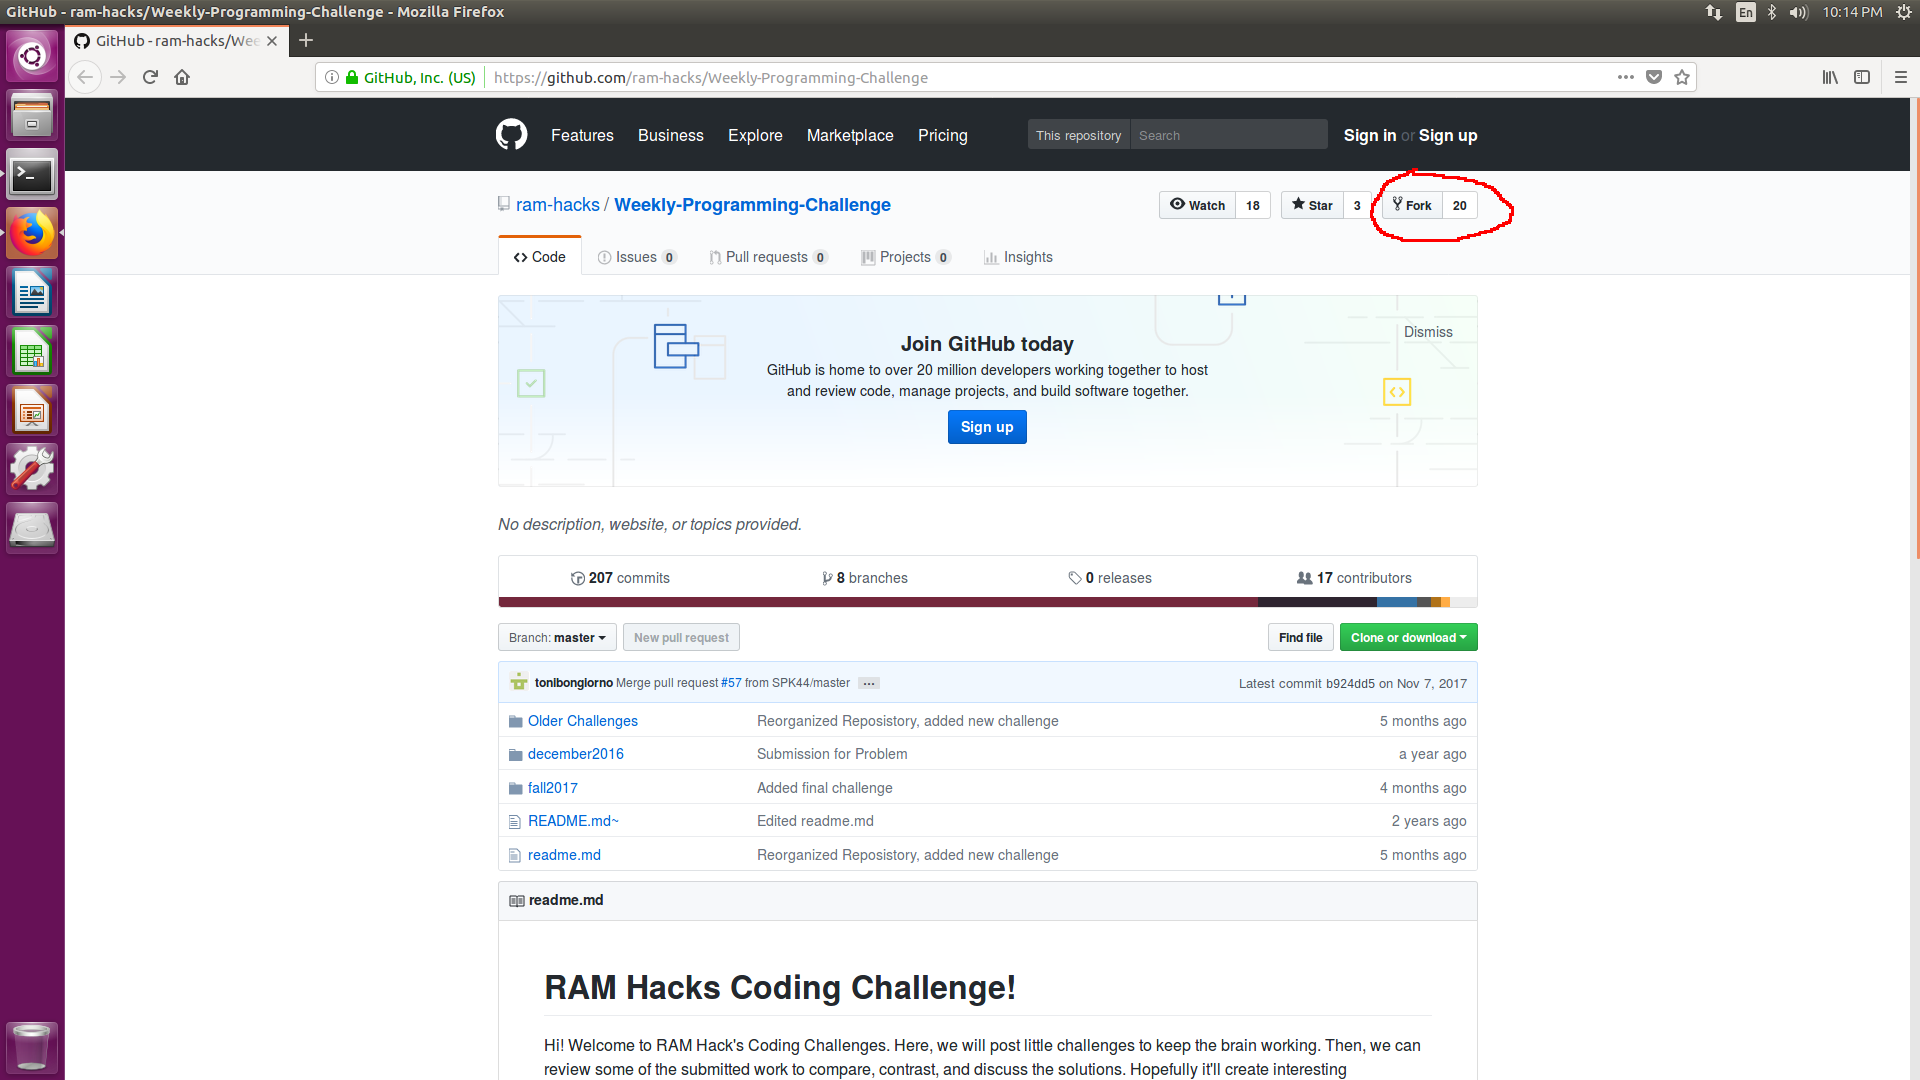 GitHub - ram-hacks/Weekly-Programming-Challenge - Mozilla Firefox
En
10:14 PM
GitHub - ram-hacks/Wee
GitHub, Inc. (US)
https://github.com/ram-hacks/Weekly-Programming-Challenge
Features
Business
Explore
Marketplace
Pricing
This repository
Search
Sign in or Sign up
ram-hacks / Weekly-Programming-Challenge
Watch 18
Star 3
Fork 20
Code
Issues 0
Pull requests 0
Projects 0
Insights
Join GitHub today
Dismiss
GitHub is home to over 20 million developers working together to host
and review code, manage projects, and build software together.
Sign up
No description, website, or topics provided.
207 commits
8 branches
0 releases
17 contributors
Branch: master
New pull request
Find file
Clone or download
tonibongiorno Merge pull request #57 from SPK44/master ...
Latest commit b924dd5 on Nov 7, 2017
Older Challenges
Reorganized Reposistory, added new challenge
5 months ago
december2016
Submission for Problem
a year ago
fall2017
Added final challenge
4 months ago
README.md~
Edited readme.md
2 years ago
readme.md
Reorganized Reposistory, added new challenge
5 months ago
readme.md
RAM Hacks Coding Challenge!
Hi! Welcome to RAM Hack's Coding Challenges. Here, we will post little challenges to keep the brain working. Then, we can
review some of the submitted work to compare, contrast, and discuss the solutions. Hopefully it'll create interesting